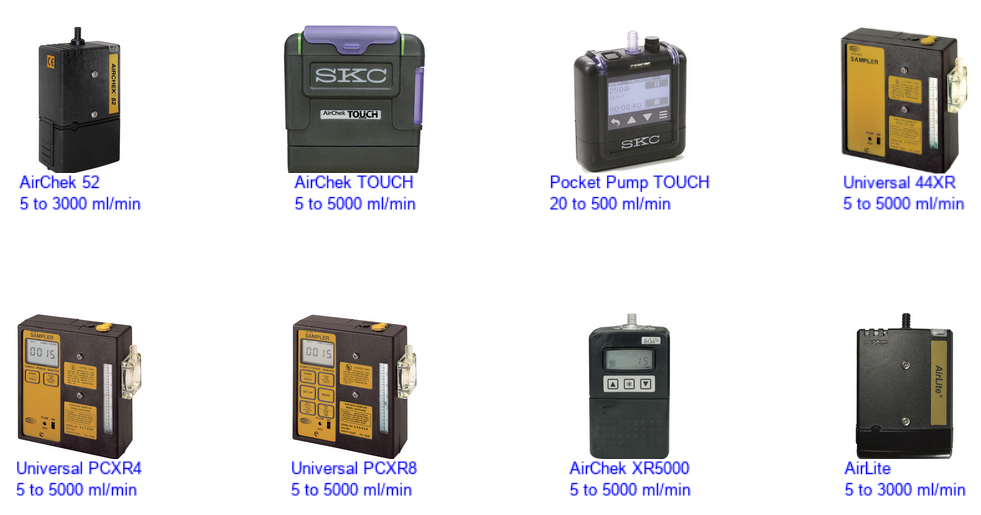 AIRCHEK 52
SKC
AirChek TOUCH
SKC
SAMPLER
AirChek 52
5 to 3000 ml/min
AirChek TOUCH
5 to 5000 ml/min
Pocket Pump TOUCH
20 to 500 ml/min
Universal 44XR
5 to 5000 ml/min
SAMPLER
0015
SAMPLER
0015
15
AirLite
Universal PCXR4
5 to 5000 ml/min
Universal PCXR8
5 to 5000 ml/min
AirChek XR5000
5 to 5000 ml/min
AirLite
5 to 3000 ml/min